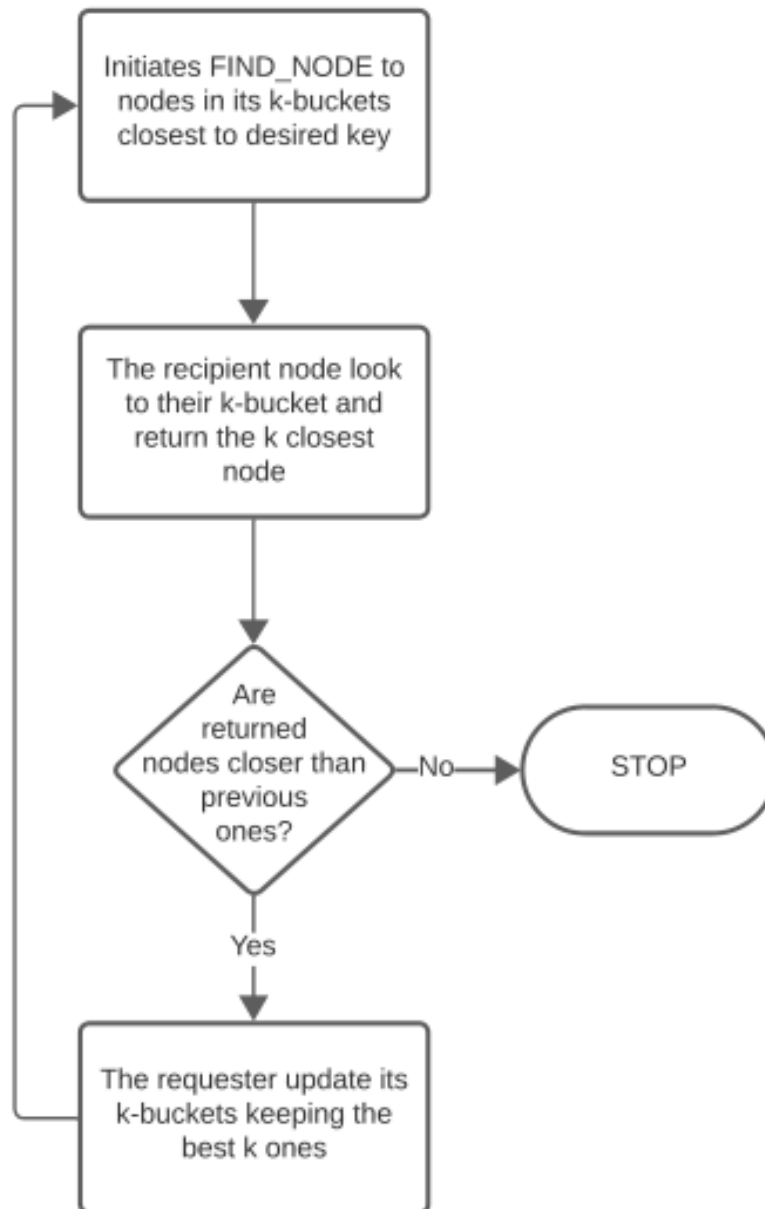 Initiates FIND_NODE to
nodes in its k-buckets
closest to desired key
The recipient node look
to their k-bucket and
return the k closest
node
Are
returned
nodes closer than
previous
ones?
No
STOP
Yes
The requester update its
k-buckets keeping the
best k ones